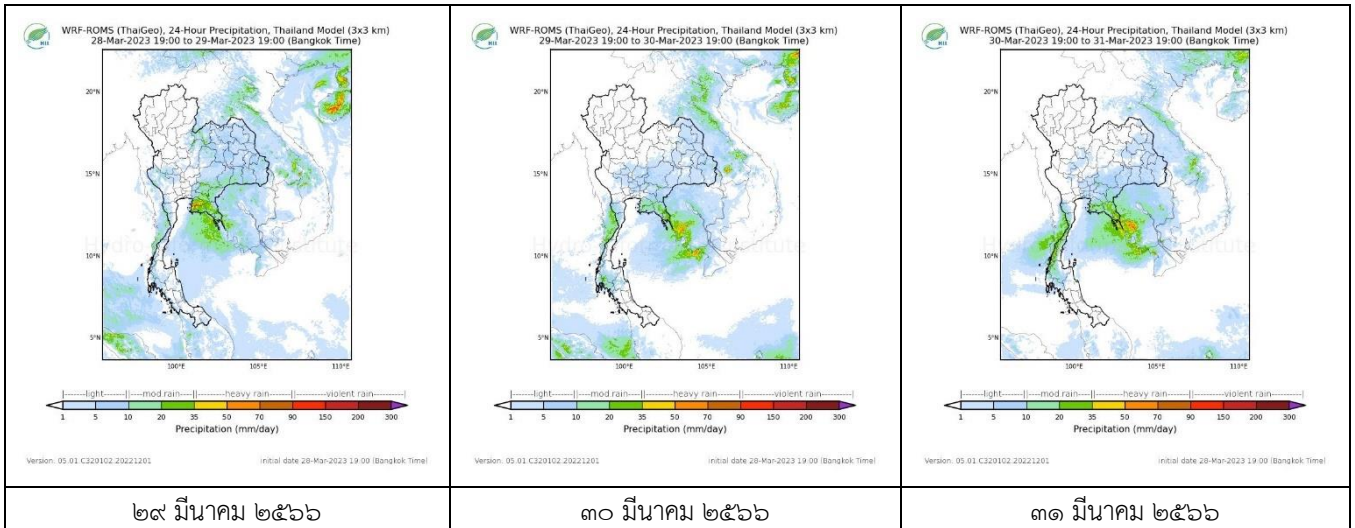 WRF-ROMS (ThaiGeo), 24-Hour Precipitation, Thailand Model (3x3 km)
28-Mar-2023 19:00 to 29-Mar-2023 19:00 (Bangkok Time)
20°N
15°N
10°N
5°N
100°E 105°E 110°E
|-------light-------||---mod rain---||------heavy rain------||------violent rain------|
1 5 10 20 35 50 70 90 150 200 300
Precipitation (mm/day)
Version: 05.01.C320102.20221201 initial date 28-Mar-2023 19:00 (Bangkok Time)
๒๙ มีนาคม ๒๕๖๖
WRF-ROMS (ThaiGeo), 24-Hour Precipitation, Thailand Model (3x3 km)
29-Mar-2023 19:00 to 30-Mar-2023 19:00 (Bangkok Time)
20°N
15°N
10°N
5°N
100°E 105°E 110°E
|-------light-------||---mod rain---||------heavy rain------||------violent rain------|
1 5 10 20 35 50 70 90 150 200 300
Precipitation (mm/day)
Version: 05.01.C320102.20221201 initial date 28-Mar-2023 19:00 (Bangkok Time)
๓๐ มีนาคม ๒๕๖๖
WRF-ROMS (ThaiGeo), 24-Hour Precipitation, Thailand Model (3x3 km)
30-Mar-2023 19:00 to 31-Mar-2023 19:00 (Bangkok Time)
20°N
15°N
10°N
5°N
100°E 105°E 110°E
|-------light-------||---mod rain---||------heavy rain------||------violent rain------|
1 5 10 20 35 50 70 90 150 200 300
Precipitation (mm/day)
Version: 05.01.C320102.20221201 initial date 28-Mar-2023 19:00 (Bangkok Time)
๓๑ มีนาคม ๒๕๖๖